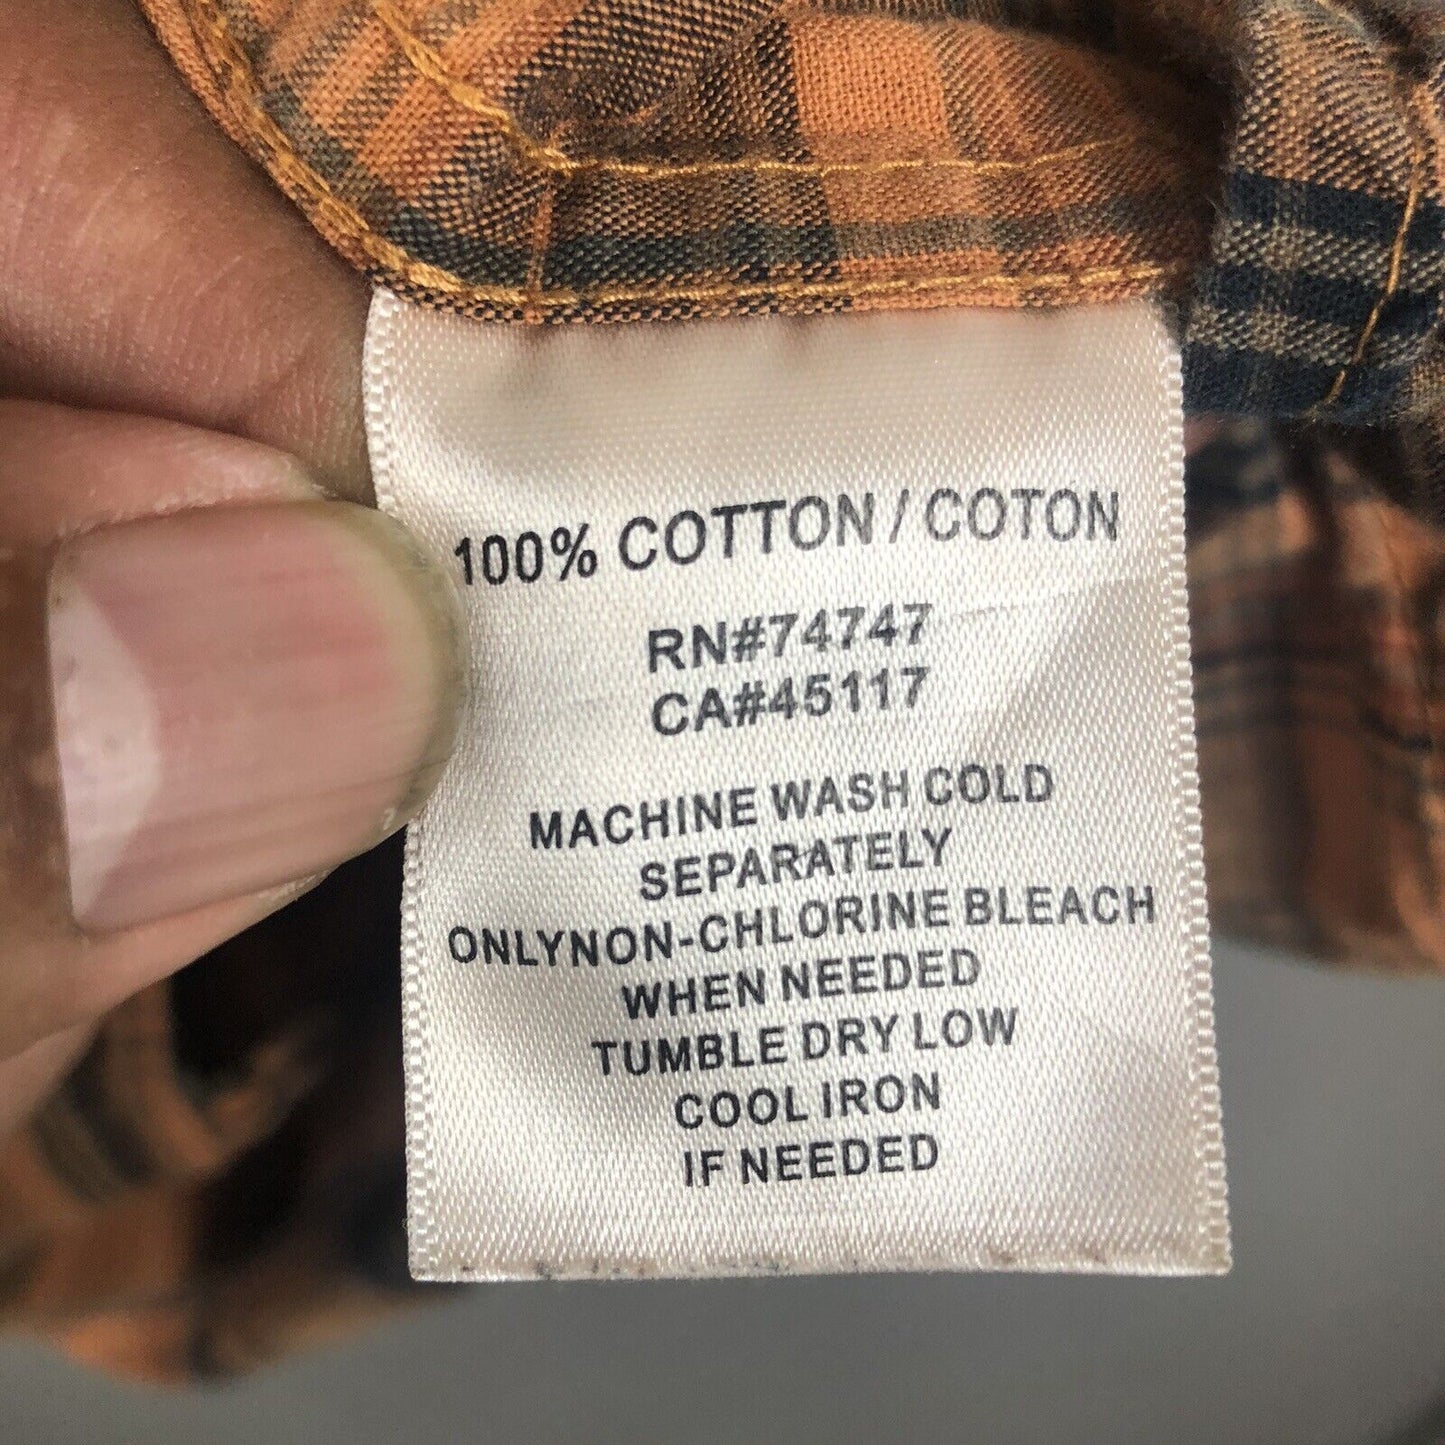 100% COTTON / COTON
RN#74747
CA#45117
MACHINE WASH COLD
SEPARATELY
ONLYNON-CHLORINE BLEACH
WHEN NEEDED
TUMBLE DRY LOW
COOL IRON
IF NEEDED